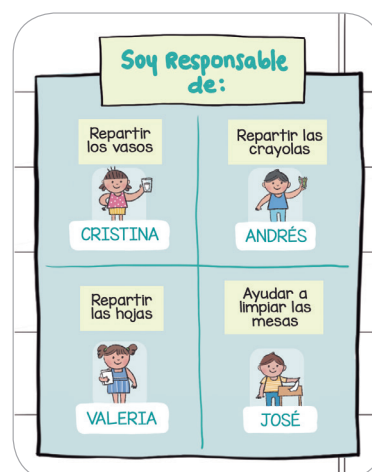 Soy Responsable
de:
Repartir
los vasos
CRISTINA
Repartir las
crayolas
ANDRÉS
Repartir
las hojas
VALERIA
Ayudar a
limpiar las
mesas
JOSÉ